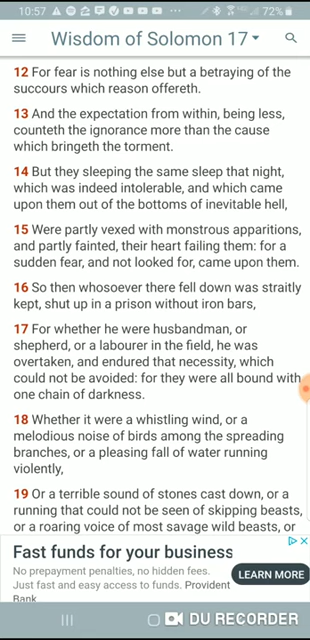 10:57
72%
Wisdom of Solomon 17
12 For fear is nothing else but a betraying of the
succours which reason offereth.
13 And the expectation from within, being less,
counteth the ignorance more than the cause
which bringeth the torment.
14 But they sleeping the same sleep that night,
which was indeed intolerable, and which came
upon them out of the bottoms of inevitable hell,
15 Were partly vexed with monstrous apparitions,
and partly fainted, their heart failing them: for a
sudden fear, and not looked for, came upon them.
16 So then whosoever there fell down was straitly
kept, shut up in a prison without iron bars,
17 For whether he were husbandman, or
shepherd, or a labourer in the field, he was
overtaken, and endured that necessity, which
could not be avoided: for they were all bound with
one chain of darkness.
18 Whether it were a whistling wind, or a
melodious noise of birds among the spreading
branches, or a pleasing fall of water running
violently,
19 Or a terrible sound of stones cast down, or a
running that could not be seen of skipping beasts,
or a roaring voice of most savage wild beasts, or
Fast funds for your business
No prepayment penalties, no hidden fees.
Just fast and easy access to funds. Provident
Bank
LEARN MORE
DU RECORDER